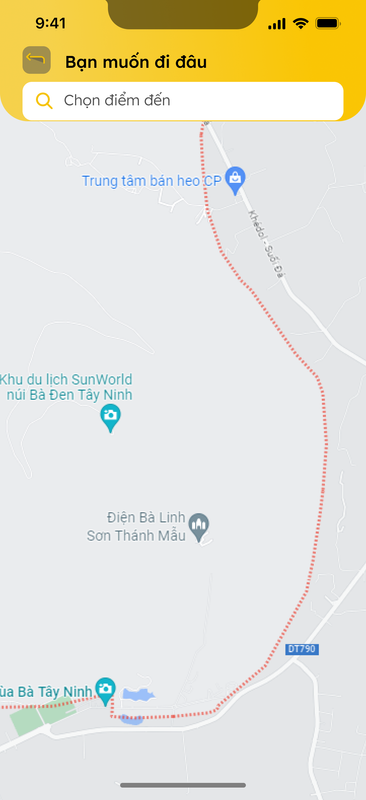 9:41
Bạn muốn đi đâu
Chọn điểm đến
Trung tâm bán heo CP
Khedol - Suối Đá
Khu du lịch SunWorld
núi Bà Đen Tây Ninh
Điện Bà Linh
Sơn Thánh Mẫu
DT790
ùa Bà Tây Ninh